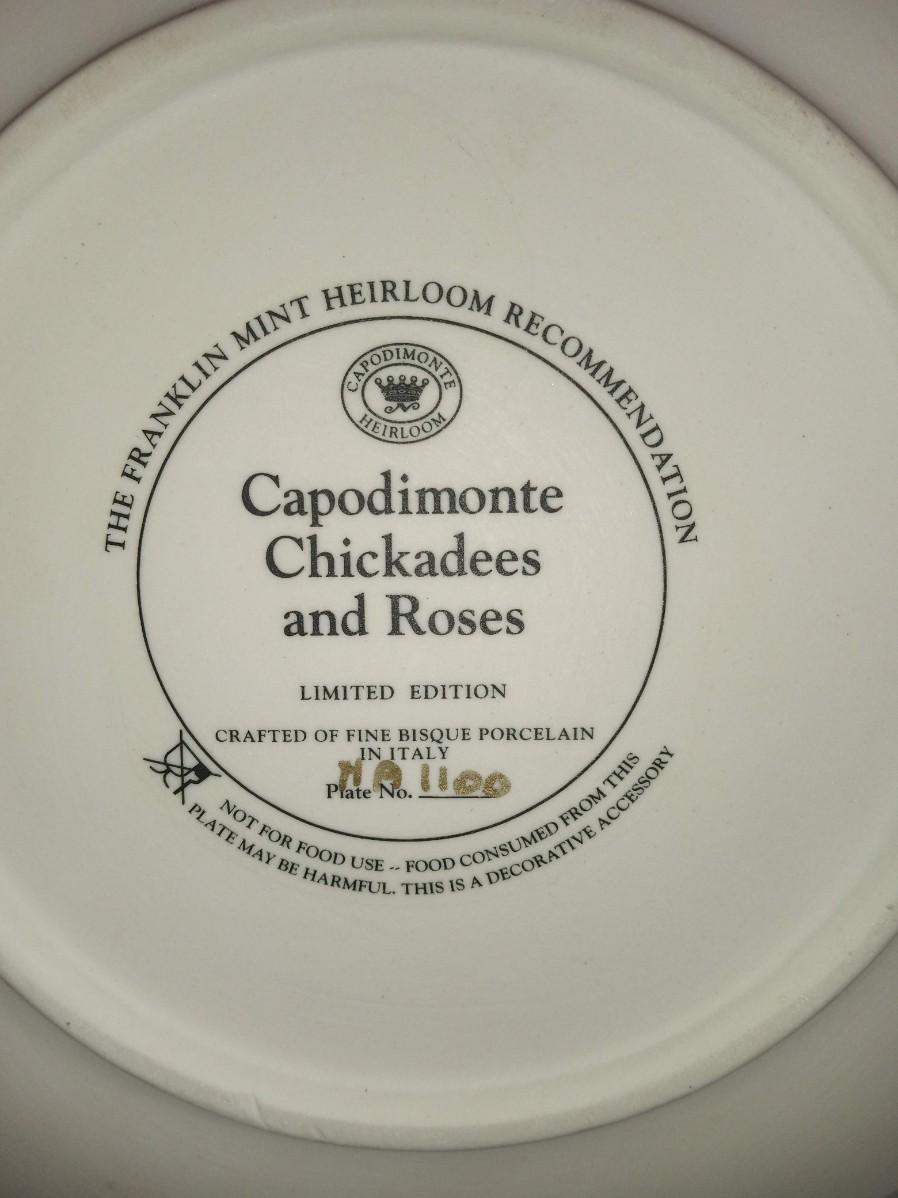 THE FRANKLIN MINT HEIRLOOM RECOMMENDATION
CAPODIMONTE
HEIRLOOM
Capodimonte
Chickadees
and Roses
LIMITED EDITION
CRAFTED OF FINE BISQUE PORCELAIN
IN ITALY
Plate No. HA1100
NOT FOR FOOD USE -- FOOD CONSUMED FROM THIS
PLATE MAY BE HARMFUL. THIS IS A DECORATIVE ACCESSORY